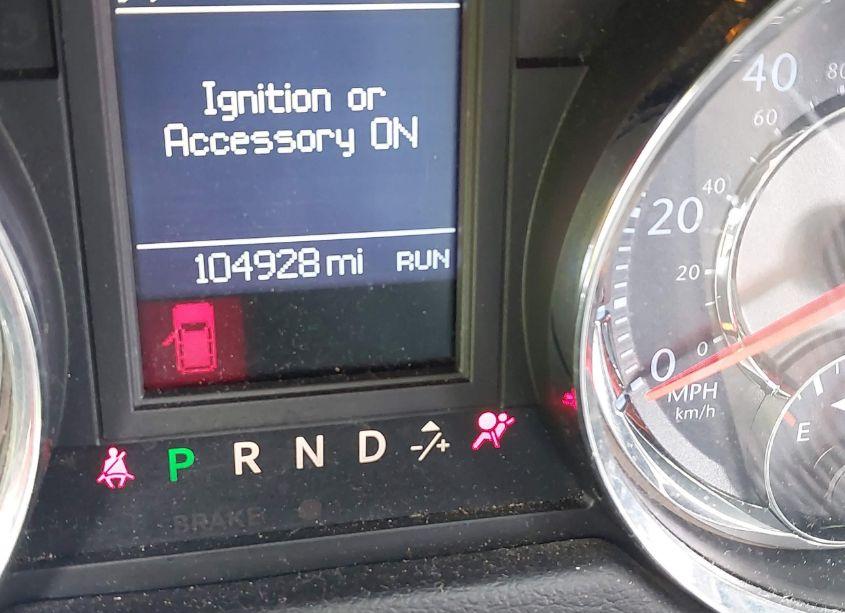 Ignition or
Accessory ON
104928 mi RUN
P R N D -/+
BRAKE
40
80
60
20
40
20
0
0
MPH
km/h
E